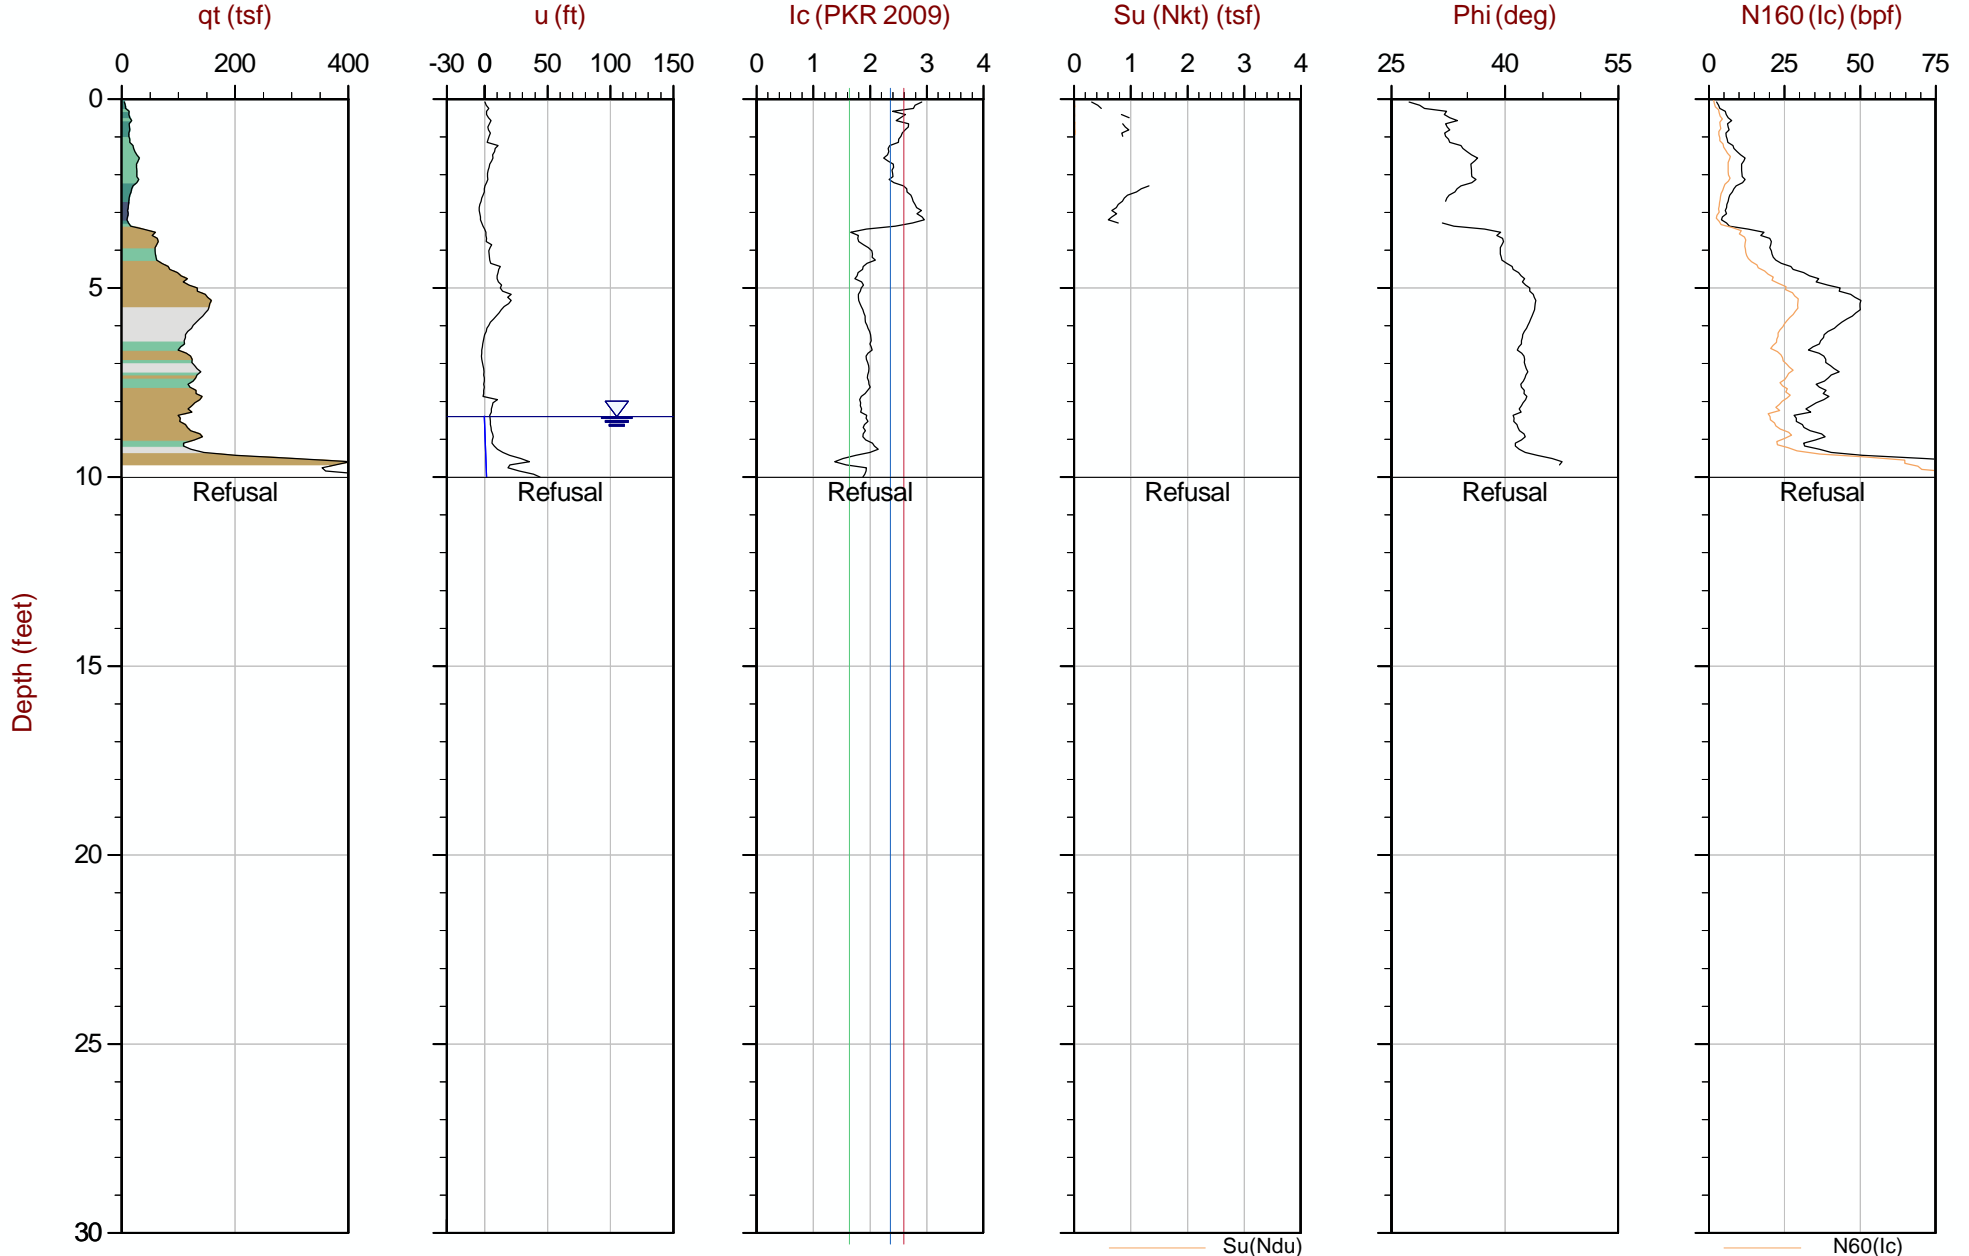 qt (tsf) u (ft) Ic (PKR 2009) Su (Nkt) (tsf) Phi (deg) N160 (Ic) (bpf)
0 200 400 -30 0 50 100 150 0 1 2 3 4 0 1 2 3 4 25 40 55 0 25 50 75
0
5
10
Refusal Refusal Refusal Refusal Refusal Refusal
15
Depth (feet)
20
25
30
Su(Ndu) N60(Ic)